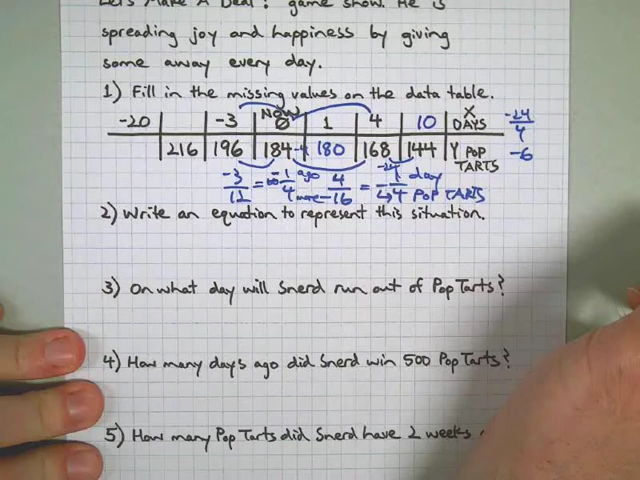 Let's Make A Deal! game show. He is
spreading joy and happiness by giving
some away every day.
1) Fill in the missing values on the data table.
NOW
-20 -3 0 1 4 10 X DAYS
216 196 184 -4 180 168 144 Y POP TARTS
-24/4
-6
-3/12 = -1/4 ago more 4/-16 = 1/-4 day POP TARTS
-24
2) Write an equation to represent this situation.
3) On what day will Snerd run out of Pop Tarts?
4) How many days ago did Snerd win 500 Pop Tarts?
5) How many Pop Tarts did Snerd have 2 weeks